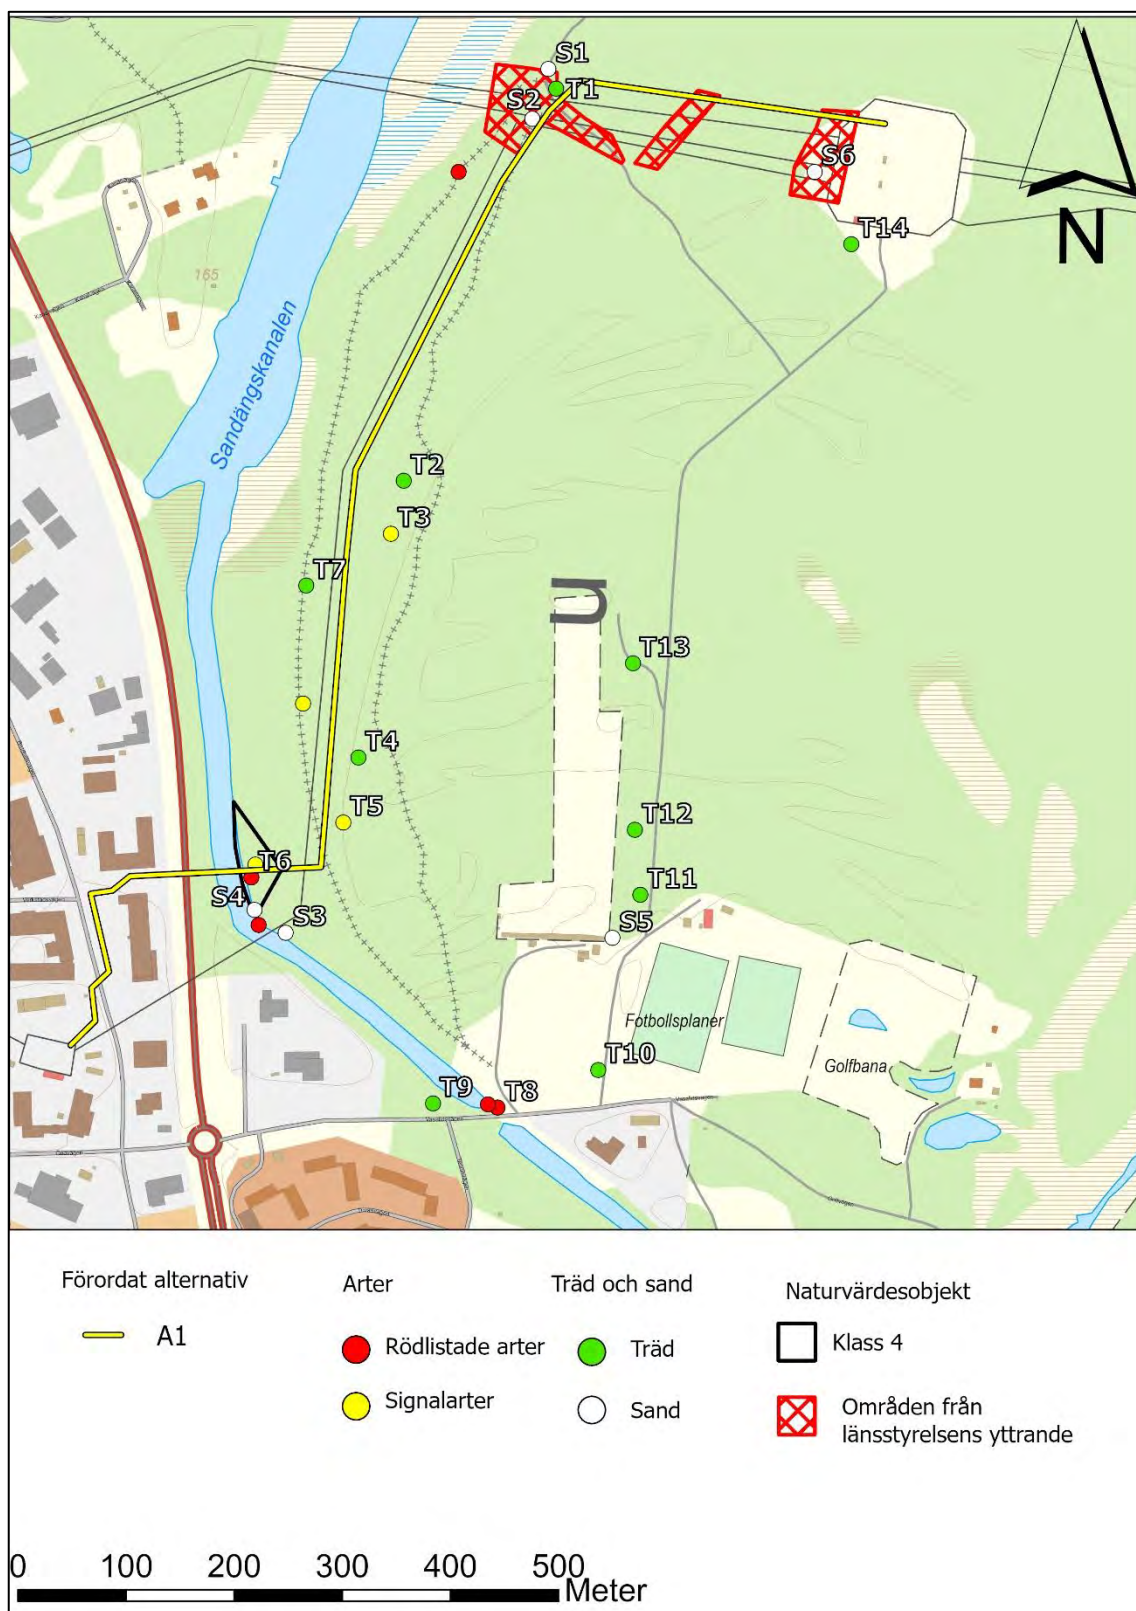 S1
T1
S2
S6
T14
N
165
Sandängskanalen
T2
T3
n
T7
T13
T4
T5
T12
T6
T11
S4
S3
S5
Fotbollsplaner
T10
Golfbana
T9
T8
Förordat alternativ
A1
Arter
Rödlistade arter
Signalarter
Träd och sand
Träd
Sand
Naturvärdesobjekt
Klass 4
Områden från
länsstyrelsens yttrande
0 100 200 300 400 500
Meter